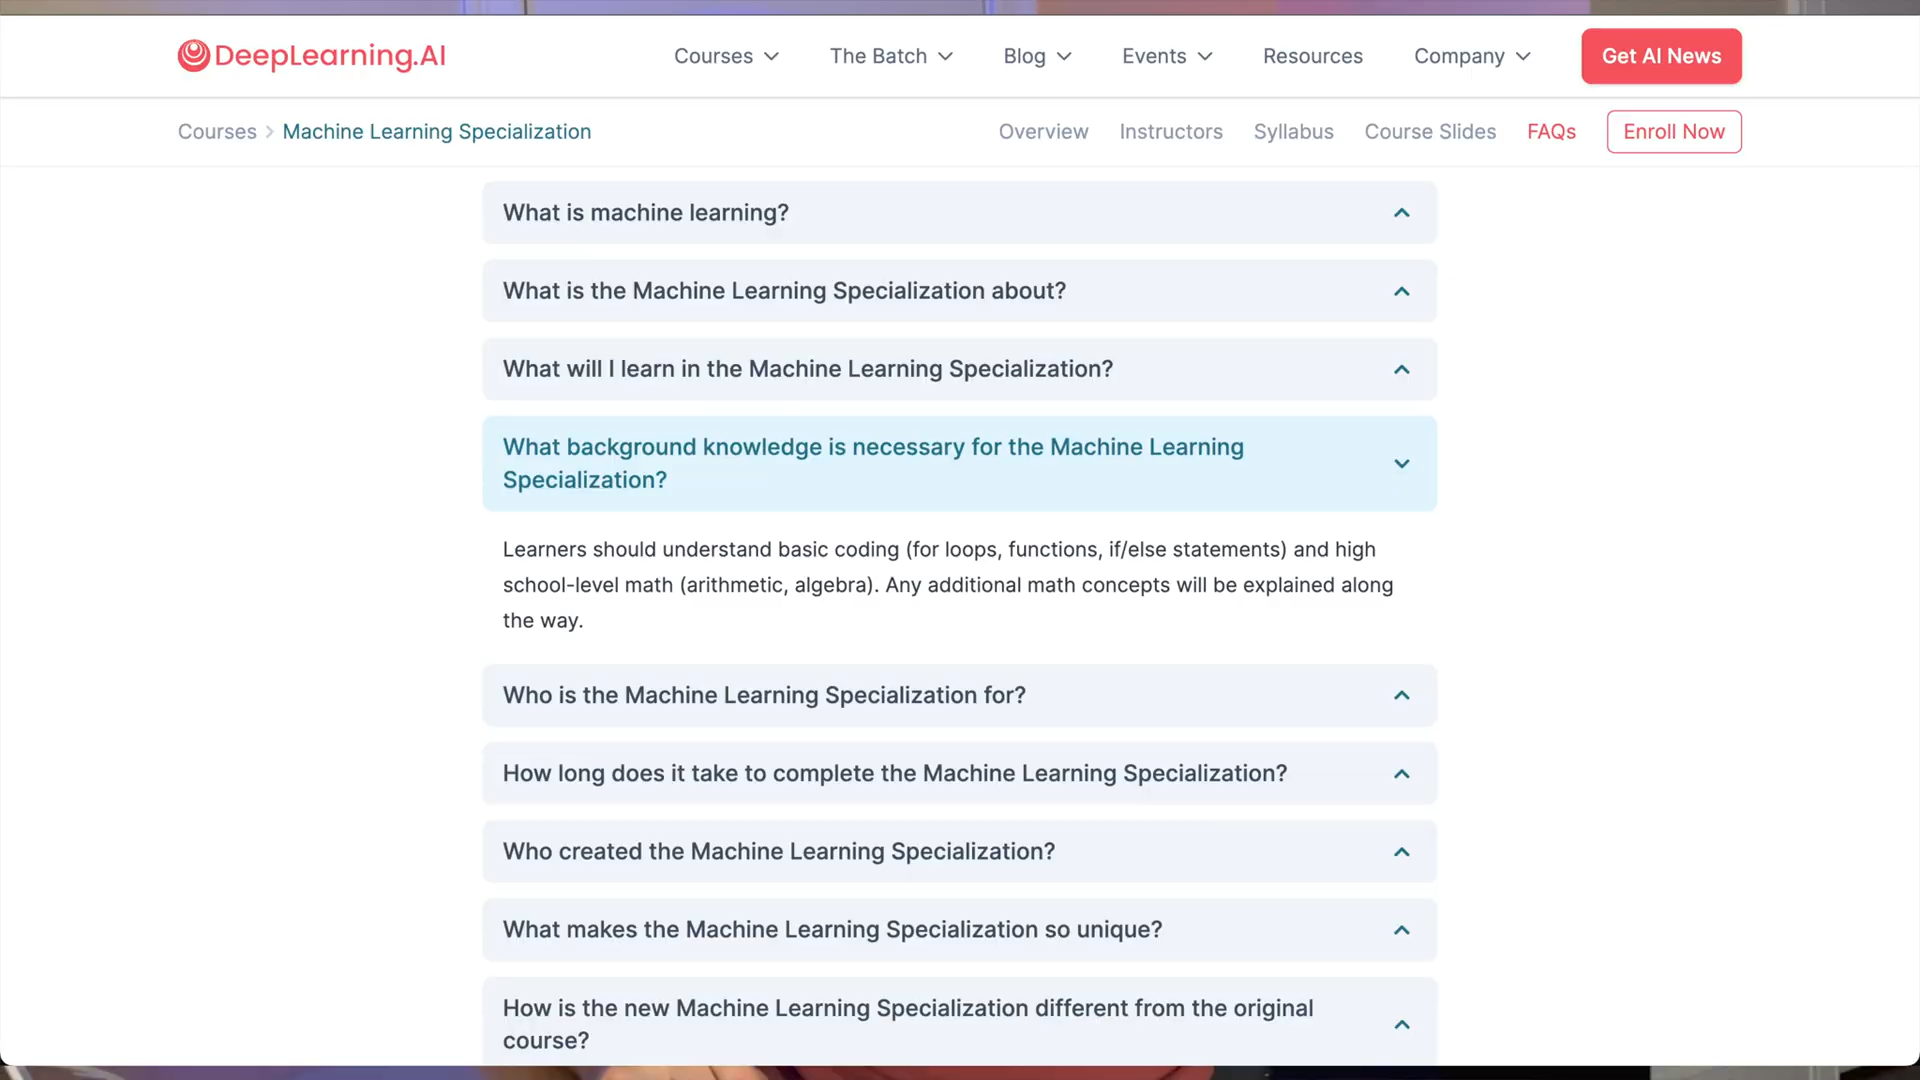 DeepLearning.AI
Courses The Batch Blog Events Resources Company Get AI News
Courses > Machine Learning Specialization
Overview Instructors Syllabus Course Slides FAQs Enroll Now
What is machine learning?
What is the Machine Learning Specialization about?
What will I learn in the Machine Learning Specialization?
What background knowledge is necessary for the Machine Learning
Specialization?
Learners should understand basic coding (for loops, functions, if/else statements) and high
school-level math (arithmetic, algebra). Any additional math concepts will be explained along
the way.
Who is the Machine Learning Specialization for?
How long does it take to complete the Machine Learning Specialization?
Who created the Machine Learning Specialization?
What makes the Machine Learning Specialization so unique?
How is the new Machine Learning Specialization different from the original
course?